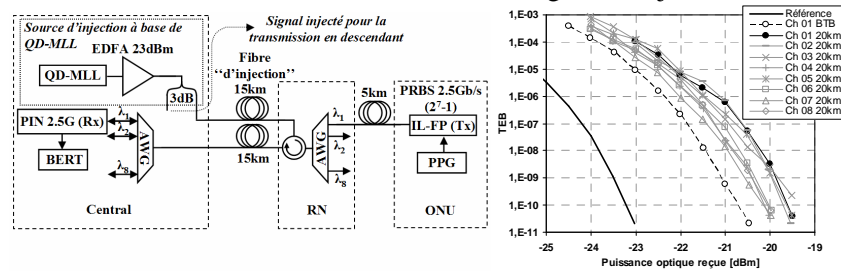 Source d'injection à base de
QD-MLL
EDFA 23dBm
QD-MLL
3dB
Signal injecté pour la
transmission en descendant
Fibre
‘‘d'injection’’
15km
15km
PIN 2.5G (Rx)
BERT
λ1
λ2
λ8
AWG
Central
AWG
RN
λ1
λ2
λ8
5km
PRBS 2.5Gb/s
(2⁷-1)
IL-FP (Tx)
PPG
ONU
TEB
1,E-03
1,E-04
1,E-05
1,E-06
1,E-07
1,E-08
1,E-09
1,E-10
1,E-11
-25
-24
-23
-22
-21
-20
-19
Puissance optique reçue [dBm]
Référence
Ch 01 BTB
Ch 01 20km
Ch 02 20km
Ch 03 20km
Ch 04 20km
Ch 05 20km
Ch 06 20km
Ch 07 20km
Ch 08 20km